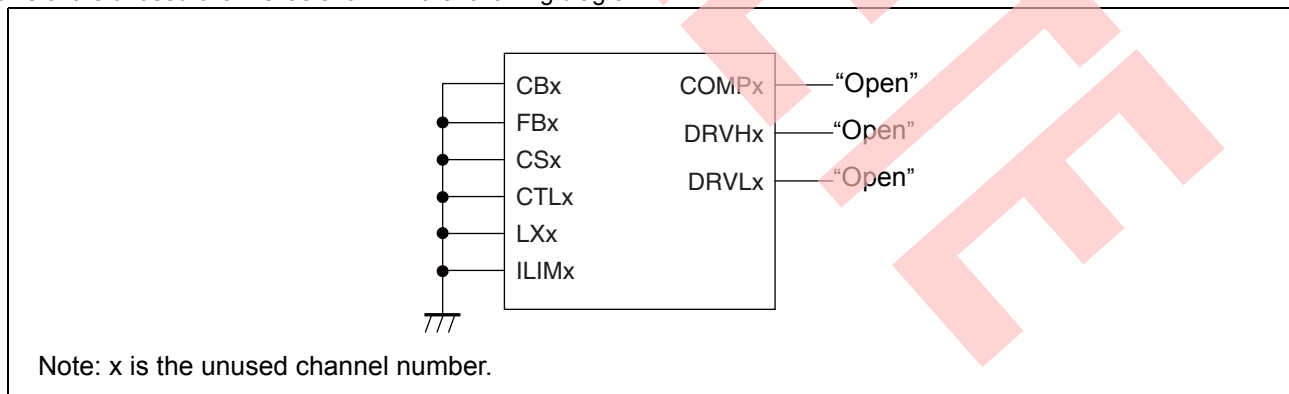 CBx
FBx
CSx
CTLx
LXx
ILIMx
COMPx
DRVHx
DRVLx
“Open”
“Open”
“Open”
Note: x is the unused channel number.